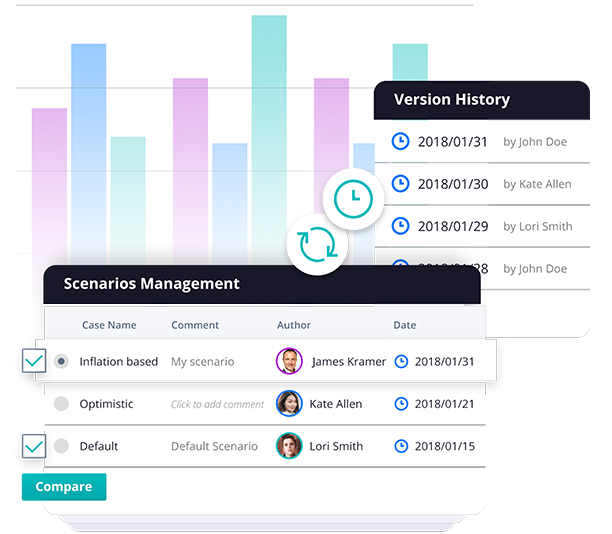 Version History
2018/01/31 by John Doe
2018/01/30 by Kate Allen
2018/01/29 by Lori Smith
2018/01/28 by John Doe
Scenarios Management
Case Name Comment Author Date
Inflation based My scenario James Kramer 2018/01/31
Optimistic Click to add comment Kate Allen 2018/01/21
Default Default Scenario Lori Smith 2018/01/15
Compare